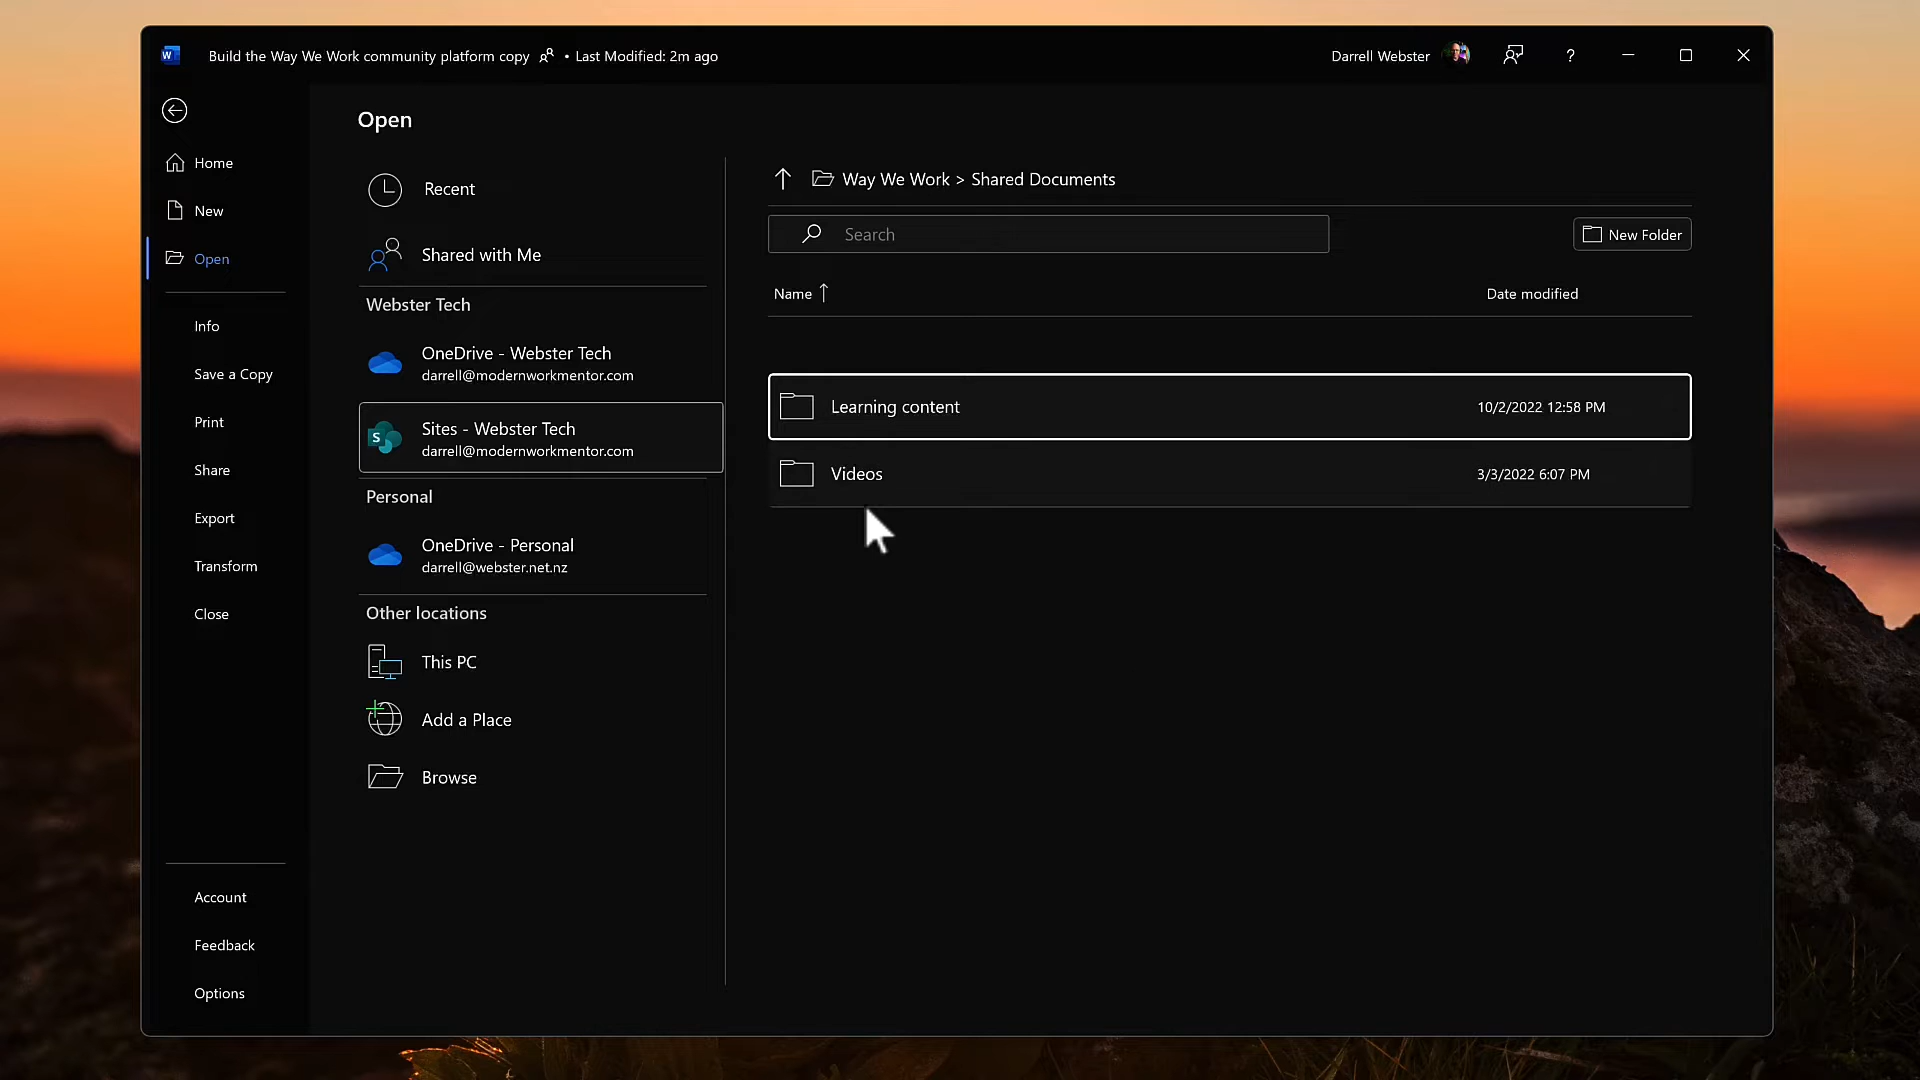 W
Build the Way We Work community platform copy • Last Modified: 2m ago
Darrell Webster
?
Home
New
Open
Info
Save a Copy
Print
Share
Export
Transform
Close
Account
Feedback
Options
Open
Recent
Shared with Me
Webster Tech
OneDrive - Webster Tech
darrell@modernworkmentor.com
S
Sites - Webster Tech
darrell@modernworkmentor.com
Personal
OneDrive - Personal
darrell@webster.net.nz
Other locations
This PC
Add a Place
Browse
Way We Work > Shared Documents
Search
New Folder
Name ↑ Date modified
Learning content 10/2/2022 12:58 PM
Videos 3/3/2022 6:07 PM